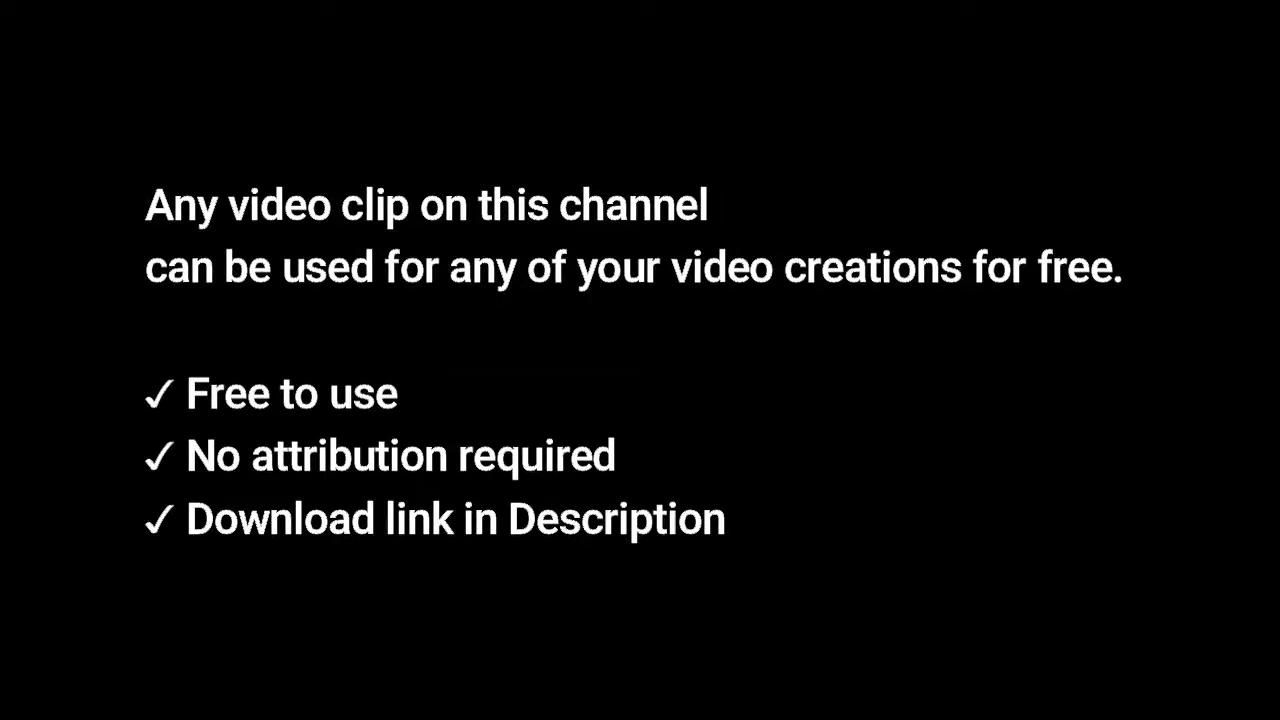 Any video clip on this channel
can be used for any of your video creations for free.
✓ Free to use
✓ No attribution required
✓ Download link in Description